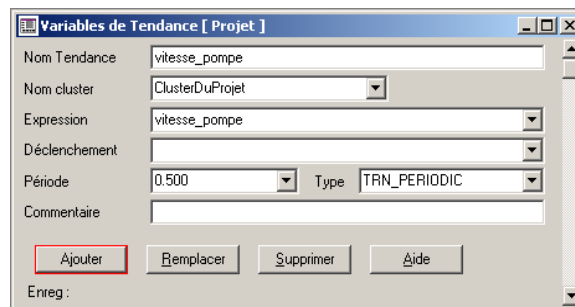 Variables de Tendance [ Projet ]
Nom Tendance vitesse_pompe
Nom cluster ClusterDuProjet
Expression vitesse_pompe
Déclenchement
Période 0.500 Type TRN_PERIODIC
Commentaire
Ajouter Remplacer Supprimer Aide
Enreg :